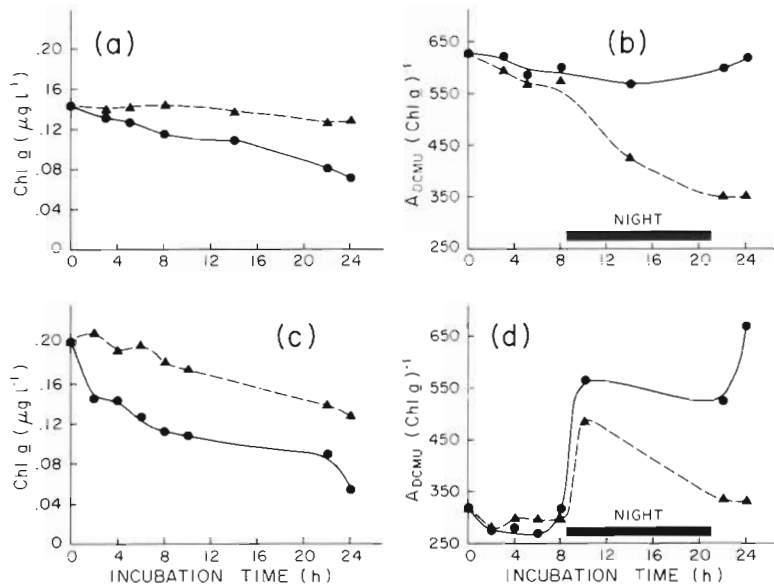 (a)
Chl a (μg l⁻¹)
.20
.16
.12
.08
.04
0
0 4 8 12 16 20 24
(b)
A DCMU (Chl a)⁻¹
650
550
450
350
250
NIGHT
0 4 8 12 16 20 24
(c)
Chl a (μg l⁻¹)
.20
.16
.12
.08
.04
0
0 4 8 12 16 20 24
INCUBATION TIME (h)
(d)
A DCMU (Chl a)⁻¹
650
550
450
350
250
NIGHT
0 4 8 12 16 20 24
INCUBATION TIME (h)